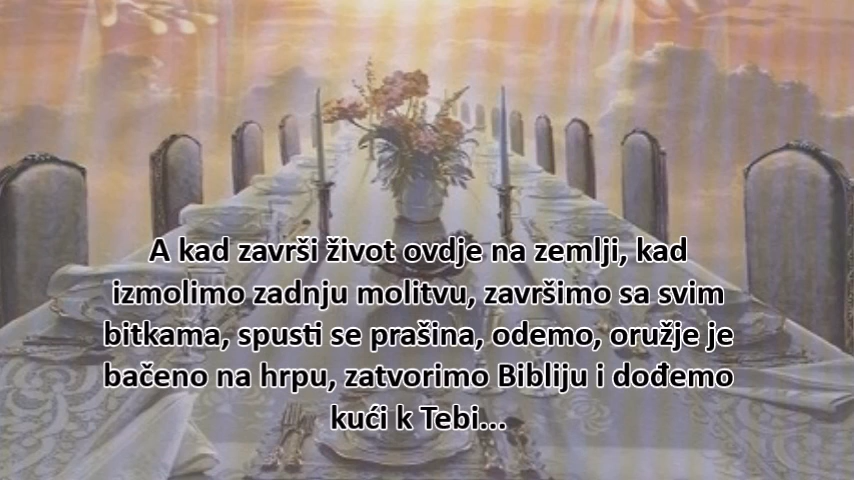 A kad završi život ovdje na zemlji, kad
izmolimo zadnju molitvu, završimo sa svim
bitkama, spusti se prašina, odemo, oružje je
bačeno na hrpu, zatvorimo Bibliju i dođemo
kući k Tebi...